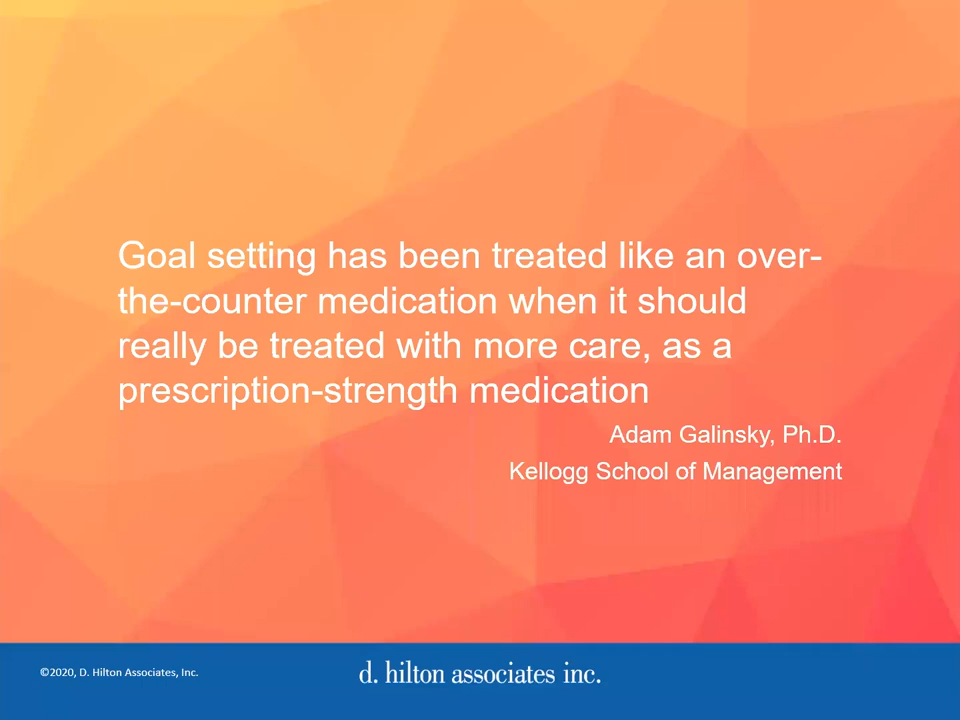 Goal setting has been treated like an over-
the-counter medication when it should
really be treated with more care, as a
prescription-strength medication
Adam Galinsky, Ph.D.
Kellogg School of Management
©2020, D. Hilton Associates, Inc.
d. hilton associates inc.